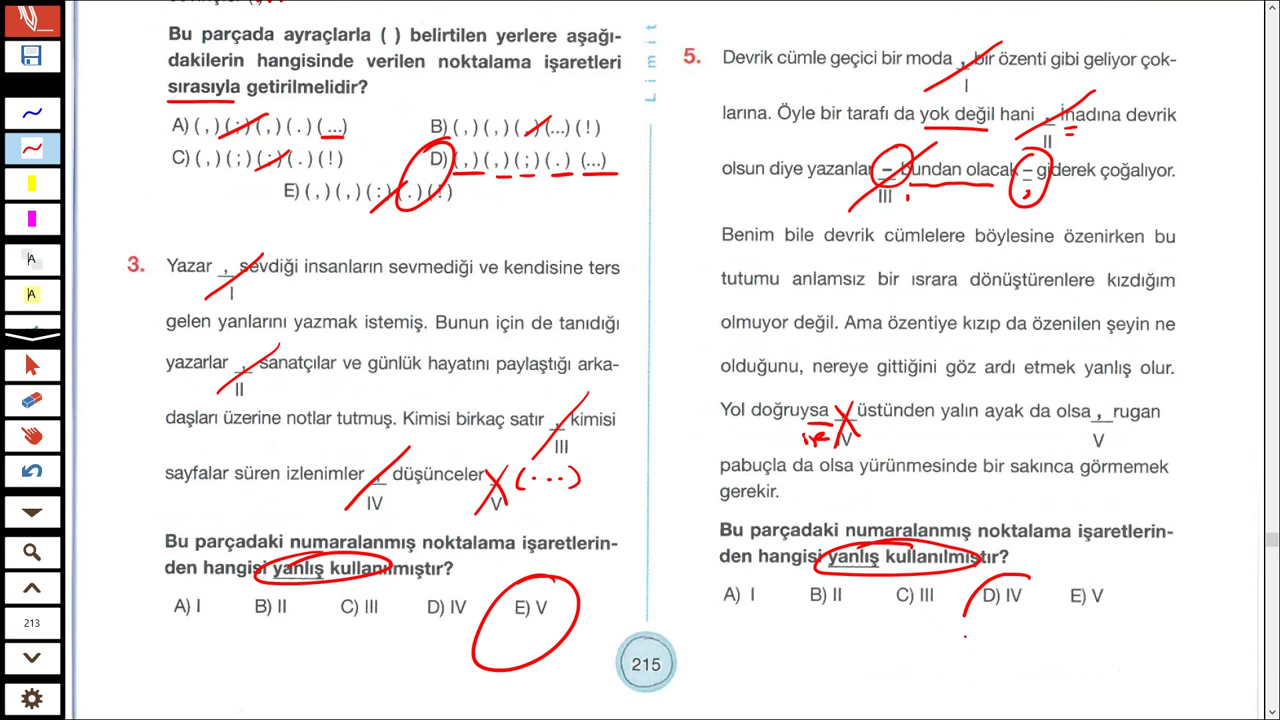 Bu parçada ayraçlarla ( ) belirtilen yerlere aşağı-
dakilerin hangisinde verilen noktalama işaretleri
sırasıyla getirilmelidir?
A) ( , ) ( ; ) ( , ) ( . ) (...)
B) ( , ) ( , ) ( , ) (...) ( ! )
C) ( , ) ( ; ) ( : ) ( . ) ( ! )
D) ( , ) ( , ) ( ; ) ( . ) (...)
E) ( , ) ( , ) ( : ) ( . ) ( ! )
3. Yazar , sevdiği insanların sevmediği ve kendisine ters
I
gelen yanlarını yazmak istemiş. Bunun için de tanıdığı
yazarlar , sanatçılar ve günlük hayatını paylaştığı arka-
II
daşları üzerine notlar tutmuş. Kimisi birkaç satır , kimisi
III
sayfalar süren izlenimler , düşünceler (...)
IV V
Bu parçadaki numaralanmış noktalama işaretlerin-
den hangisi yanlış kullanılmıştır?
A) I B) II C) III D) IV E) V
Limit
215
5. Devrik cümle geçici bir moda , bir özenti gibi geliyor çok-
I
larına. Öyle bir tarafı da yok değil hani . İnadına devrik
II
olsun diye yazanlar – bundan olacak – giderek çoğalıyor.
III
Benim bile devrik cümlelere böylesine özenirken bu
tutumu anlamsız bir ısrara dönüştürenlere kızdığım
olmuyor değil. Ama özentiye kızıp da özenilen şeyin ne
olduğunu, nereye gittiğini göz ardı etmek yanlış olur.
Yol doğruysa üstünden yalın ayak da olsa , rugan
ise V V
pabuçla da olsa yürünmesinde bir sakınca görmemek
gerekir.
Bu parçadaki numaralanmış noktalama işaretlerin-
den hangisi yanlış kullanılmıştır?
A) I B) II C) III D) IV E) V
A
A
213